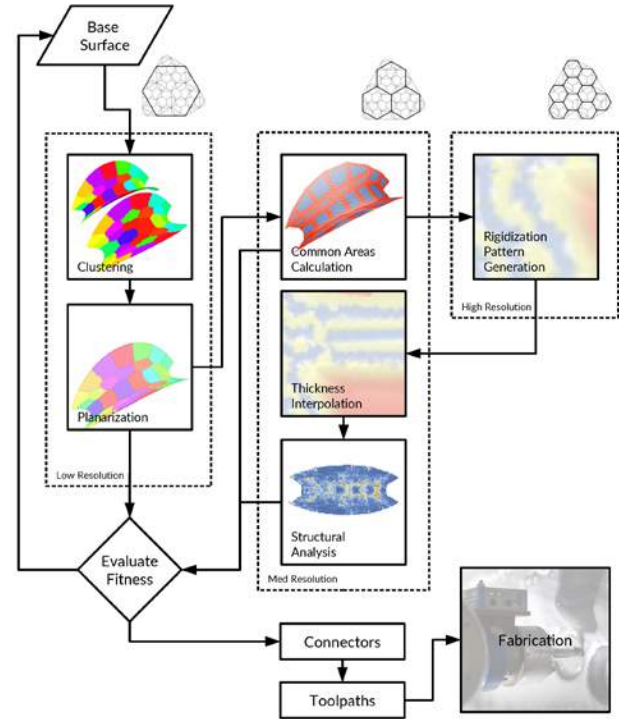 Base
Surface
Clustering
Common Areas
Calculation
Rigidization
Pattern
Generation
High Resolution
Planarization
Thickness
Interpolation
Low Resolution
Structural
Analysis
Med Resolution
Evaluate
Fitness
Connectors
Fabrication
Toolpaths